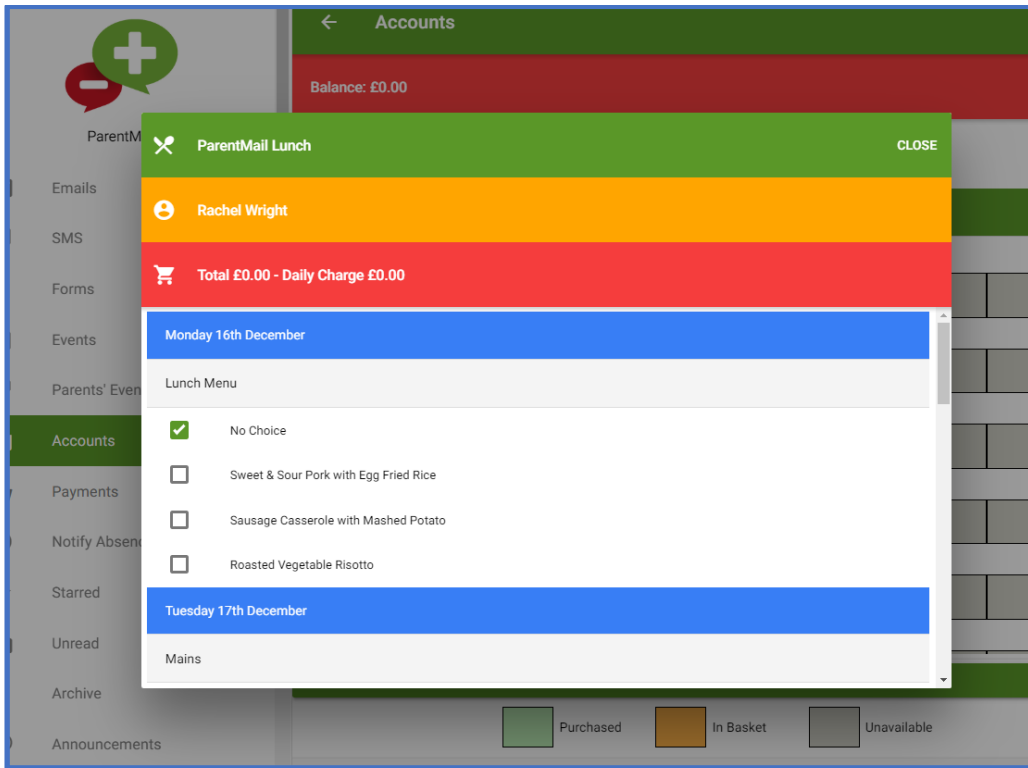 Accounts
Balance: £0.00
ParentM
Emails
SMS
Forms
Events
Parents' Even
Accounts
Payments
Notify Absen
Starred
Unread
Archive
Announcements
ParentMail Lunch
CLOSE
Rachel Wright
Total £0.00 - Daily Charge £0.00
Monday 16th December
Lunch Menu
No Choice
Sweet & Sour Pork with Egg Fried Rice
Sausage Casserole with Mashed Potato
Roasted Vegetable Risotto
Tuesday 17th December
Mains
Purchased
In Basket
Unavailable